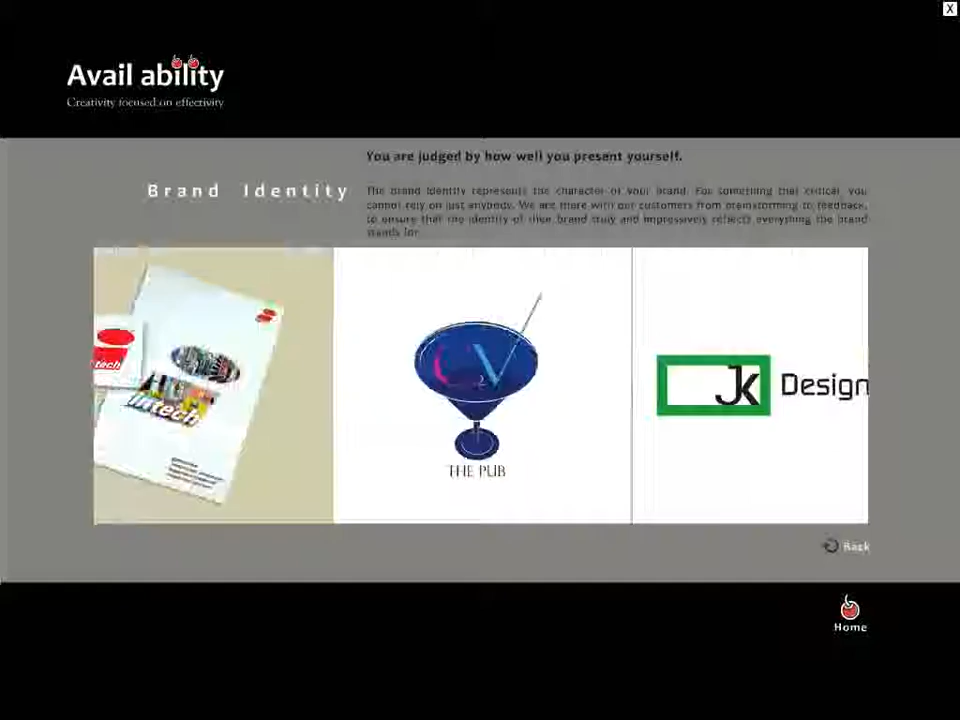 X
Avail ability
Creativity focused on effectivity
You are judged by how well you present yourself.
Brand Identity
The brand identity represents the character of your brand. For something that critical, you
cannot rely on just anybody. We are there with our customers from brainstorming to feedback,
to ensure that the identity of their brand truly and impressively reflects everything the brand
stands for.
tech
Intech
C2V
THE PUB
JK Design
Back
Home